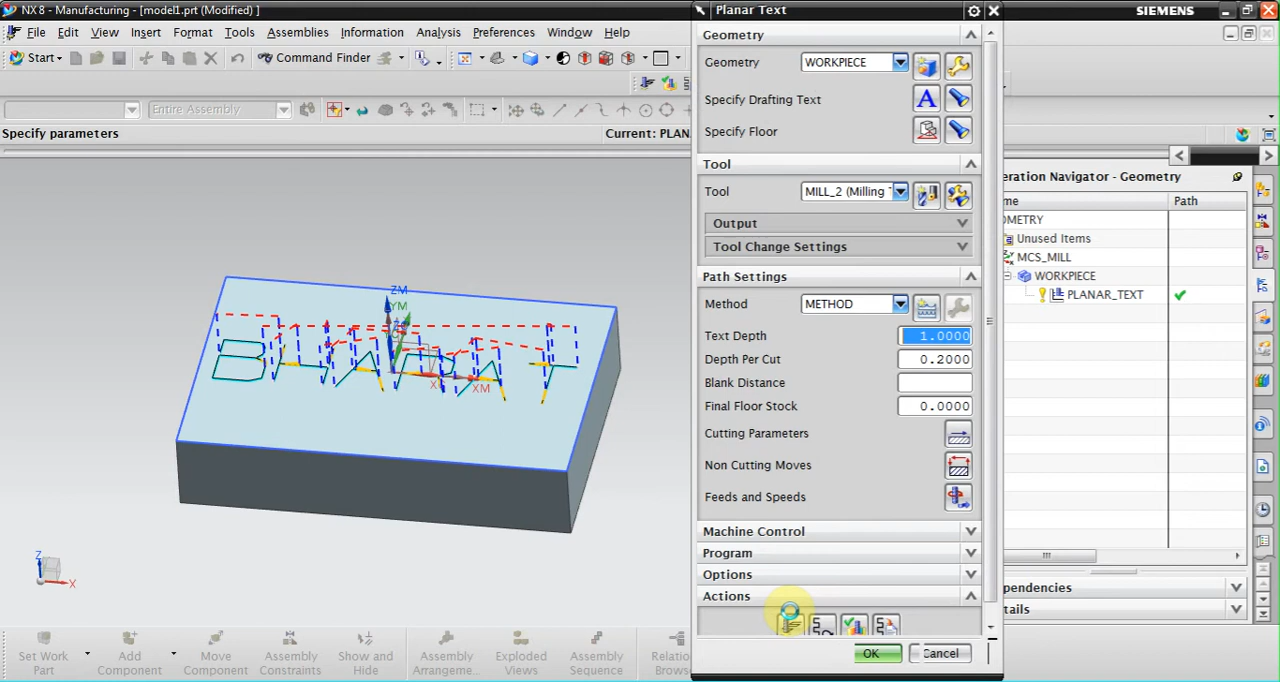 NX 8 - Manufacturing - [model1.prt (Modified) ]
SIEMENS
File Edit View Insert Format Tools Assemblies Information Analysis Preferences Window Help
Start Command Finder
Entire Assembly
Specify parameters
Current: PLAN
Planar Text
Geometry
Geometry WORKPIECE
Specify Drafting Text
Specify Floor
Tool
Tool MILL_2 (Milling T
Output
Tool Change Settings
Path Settings
Method METHOD
Text Depth 1.0000
Depth Per Cut 0.2000
Blank Distance
Final Floor Stock 0.0000
Cutting Parameters
Non Cutting Moves
Feeds and Speeds
Machine Control
Program
Options
Actions
OK Cancel
eration Navigator - Geometry
me Path
OMETRY
Unused Items
MCS_MILL
WORKPIECE
PLANAR_TEXT
pendencies
etails
ZM
YM
XM
Z
X
Set Work Part
Add Component
Move Component
Assembly Constraints
Show and Hide
Assembly Arrangeme...
Exploded Views
Assembly Sequence
Relatio
Brows